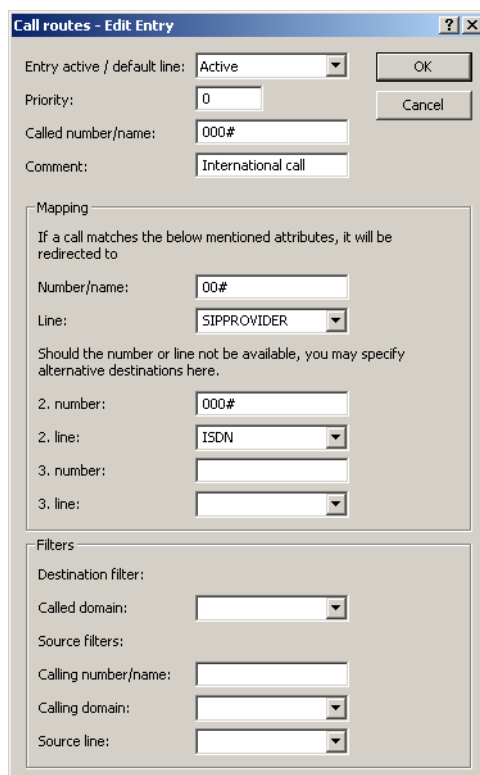 Call routes - Edit Entry
Entry active / default line: Active OK
Priority: 0 Cancel
Called number/name: 000#
Comment: International call
Mapping
If a call matches the below mentioned attributes, it will be
redirected to
Number/name: 00#
Line: SIPPROVIDER
Should the number or line not be available, you may specify
alternative destinations here.
2. number: 000#
2. line: ISDN
3. number:
3. line:
Filters
Destination filter:
Called domain:
Source filters:
Calling number/name:
Calling domain:
Source line: